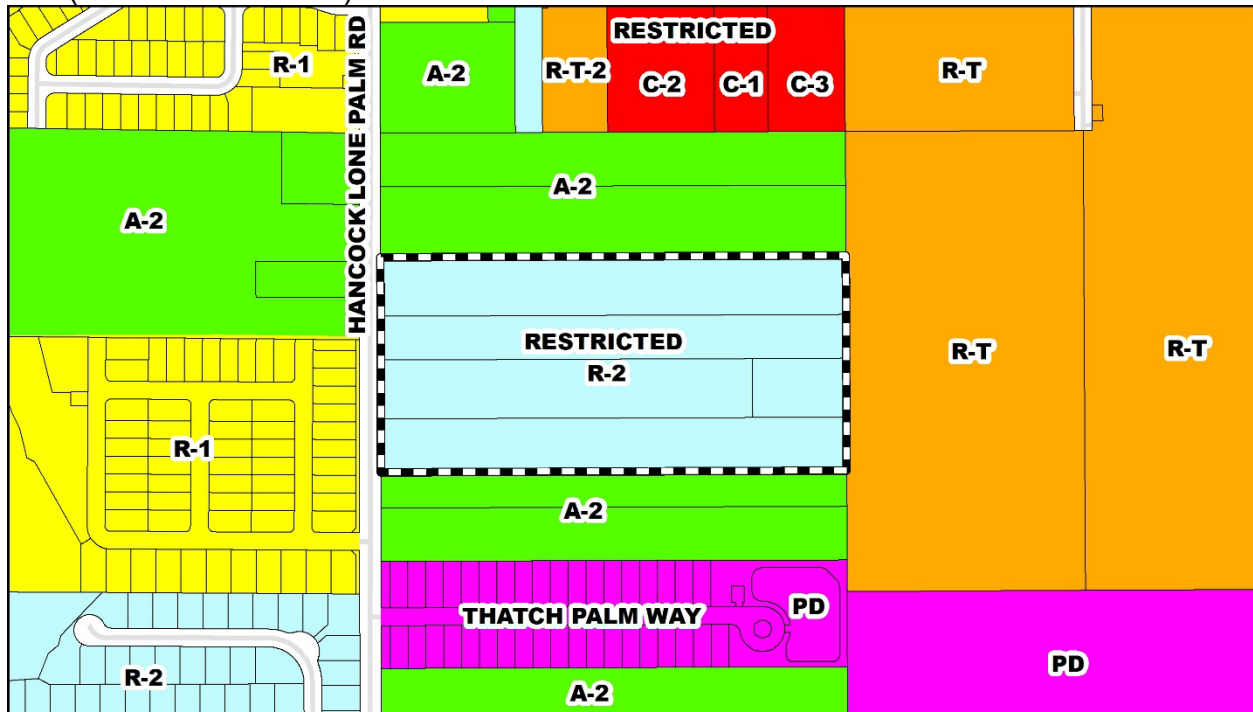 RESTRICTED
R-1
HANCOCK LONE PALM RD
A-2
R-T-2
C-2
C-1
C-3
R-T
A-2
A-2
RESTRICTED
R-2
R-T
R-T
R-1
A-2
THATCH PALM WAY
PD
R-2
A-2
PD